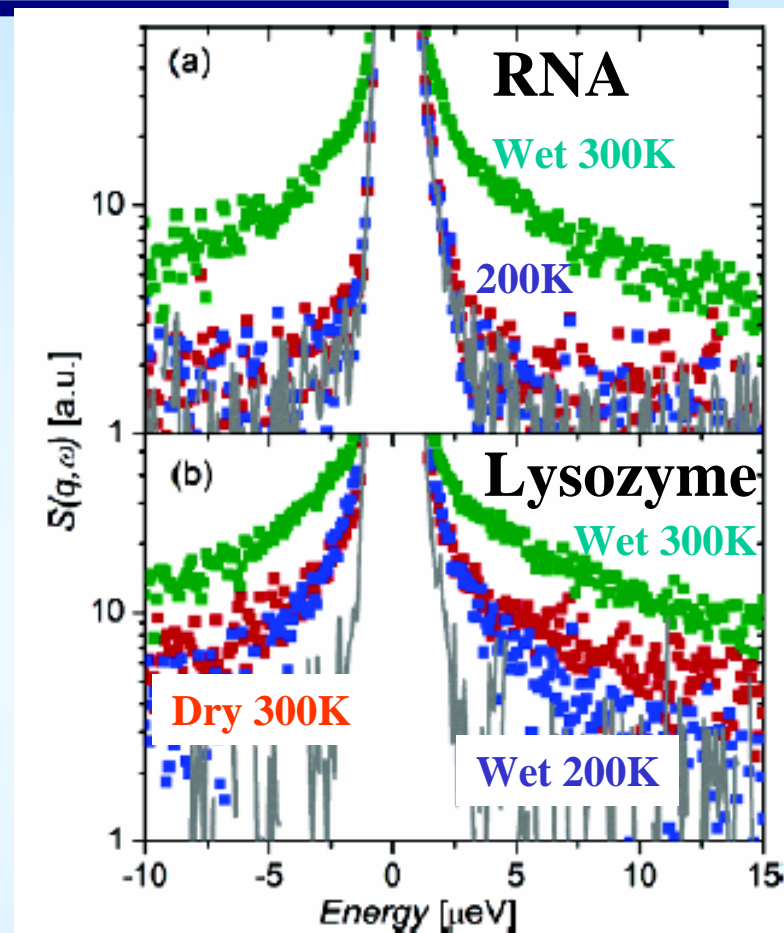 (a)
RNA
Wet 300K
10
200K
1
S(q,ω) [a.u.]
(b)
Lysozyme
Wet 300K
10
Dry 300K
Wet 200K
1
-10 -5 0 5 10 15
Energy [µeV]